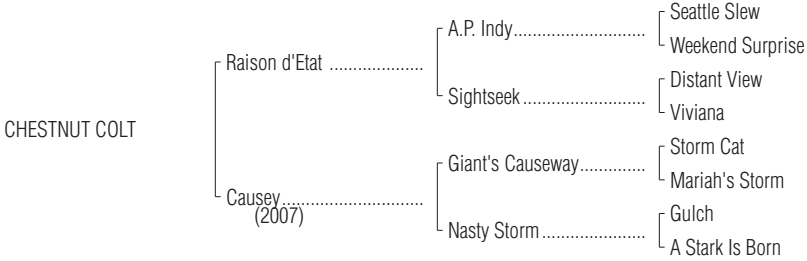 Seattle Slew
A.P. Indy............................
Weekend Surprise
Raison d'Etat ....................
Distant View
Sightseek..........................
Viviana
CHESTNUT COLT
Storm Cat
Giant's Causeway..............
Mariah's Storm
Causey..............................
(2007)
Gulch
Nasty Storm......................
A Stark Is Born